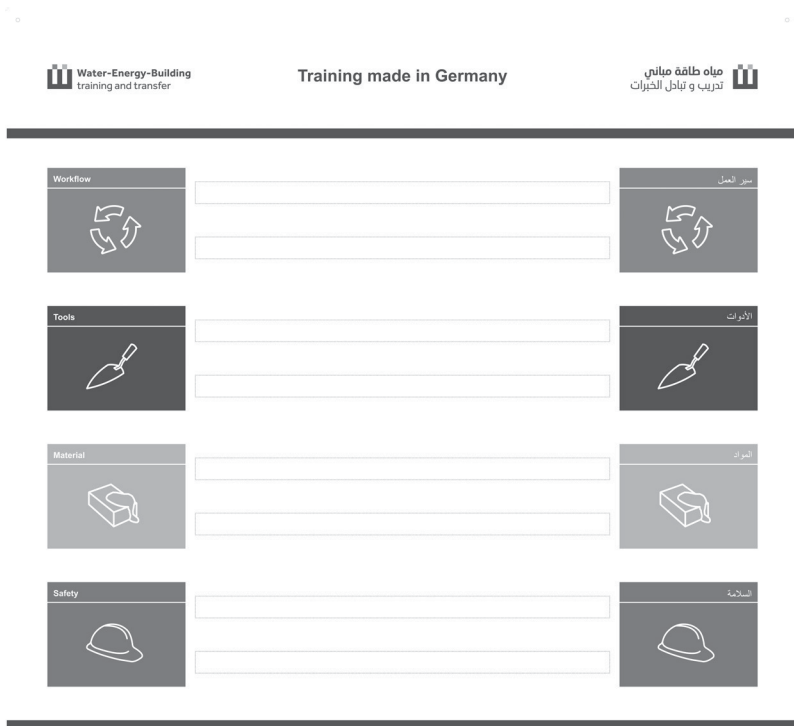 Water-Energy-Building
training and transfer
Training made in Germany
مياه طاقة مباني
تدريب و تبادل الخبرات
Workflow
سير العمل
Tools
الأدوات
Material
المواد
Safety
السلامة